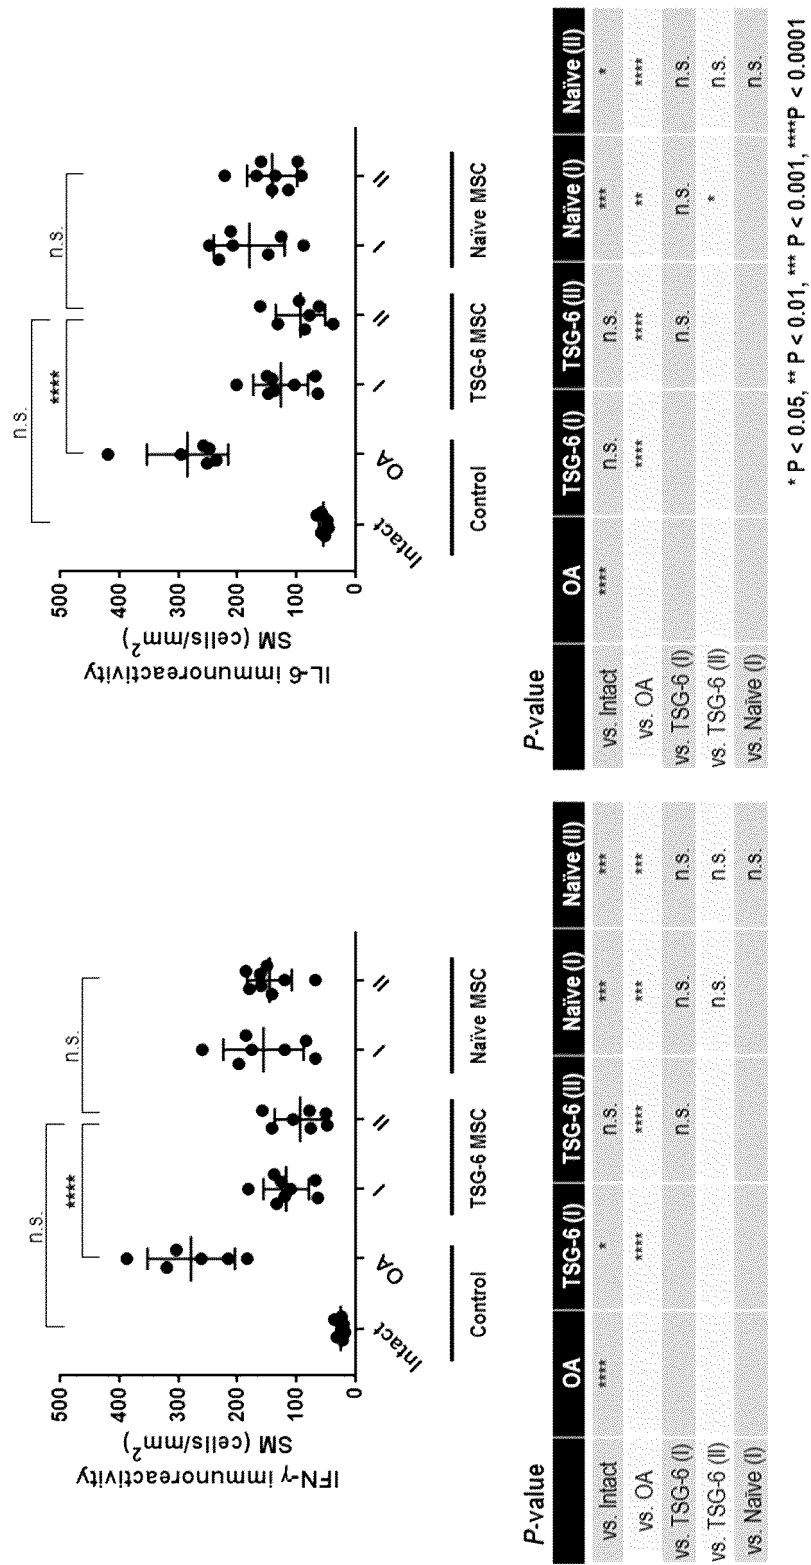 IFN-γ immunoreactivity
SM (cells/mm²)
500
400
300
200
100
0
n.s.
****
n.s.
Intact
OA
I
II
I
II
Control
TSG-6 MSC
Naïve MSC
P-value
OA TSG-6 (I) TSG-6 (II) Naïve (I) Naïve (II)
vs. Intact **** * n.s. *** ***
vs. OA **** **** *** ***
vs. TSG-6 (I) n.s. n.s. n.s.
vs. TSG-6 (II) n.s. n.s.
vs. Naïve (I) n.s.
IL-6 immunoreactivity
SM (cells/mm²)
500
400
300
200
100
0
n.s.
****
n.s.
Intact
OA
I
II
I
II
Control
TSG-6 MSC
Naïve MSC
P-value
OA TSG-6 (I) TSG-6 (II) Naïve (I) Naïve (II)
vs. Intact **** n.s. n.s. *** *
vs. OA **** **** ** ****
vs. TSG-6 (I) n.s. n.s. n.s.
vs. TSG-6 (II) * n.s.
vs. Naïve (I) n.s.
* P < 0.05, ** P < 0.01, *** P < 0.001, ****P < 0.0001